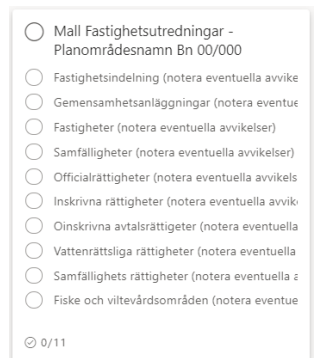 Mall Fastighetsutredningar -
Planområdesnamn Bn 00/000
Fastighetsindelning (notera eventuella avvike
Gemensamhetsanläggningar (notera eventue
Fastigheter (notera eventuella avvikelser)
Samfälligheter (notera eventuella avvikelser)
Officialrättigheter (notera eventuella avvikels
Inskrivna rättigheter (notera eventuella avvik
Oinskrivna avtalsrättigeter (notera eventuella
Vattenrättsliga rättigheter (notera eventuella
Samfällighets rättigheter (notera eventuella a
Fiske och viltevårdsområden (notera eventue
0/11